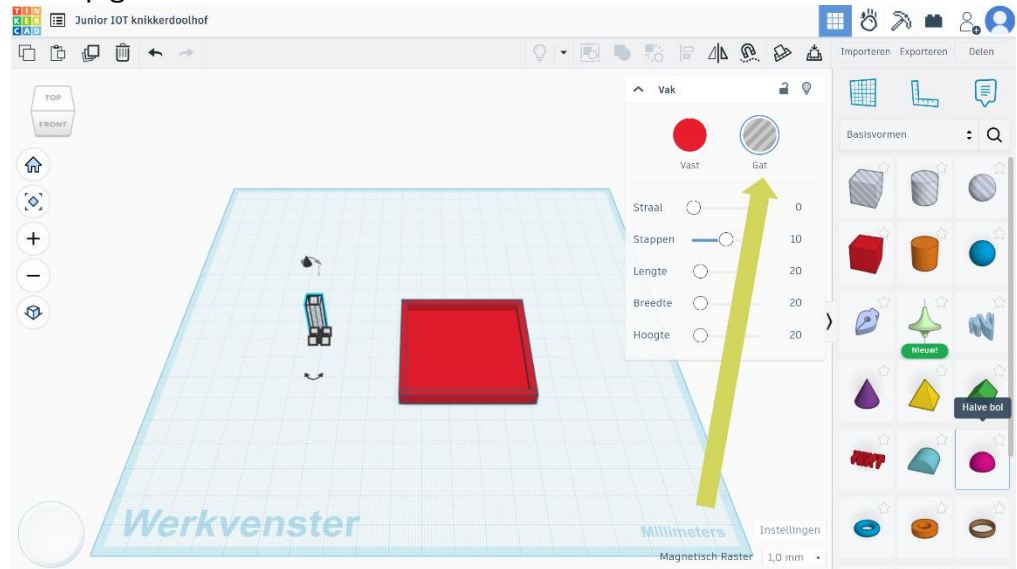 TIN
KER
CAD
Junior IOT knikkerdoolhof
Importeren Exporteren Delen
TOP
FRONT
Vak
Vast Gat
Straal 0
Stappen 10
Lengte 20
Breedte 20
Hoogte 20
Basisvormen
Nieuw!
Halve bol
Werkvenster
Millimeters
Instellingen
Magnetisch Raster 1,0 mm